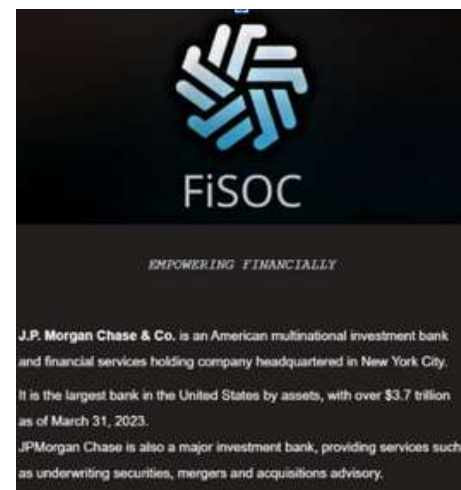 FiSOC
EMPOWERING FINANCIALLY
J.P. Morgan Chase & Co. is an American multinational investment bank
and financial services holding company headquartered in New York City.
It is the largest bank in the United States by assets, with over $3.7 trillion
as of March 31, 2023.
JPMorgan Chase is also a major investment bank, providing services such
as underwriting securities, mergers and acquisitions advisory.